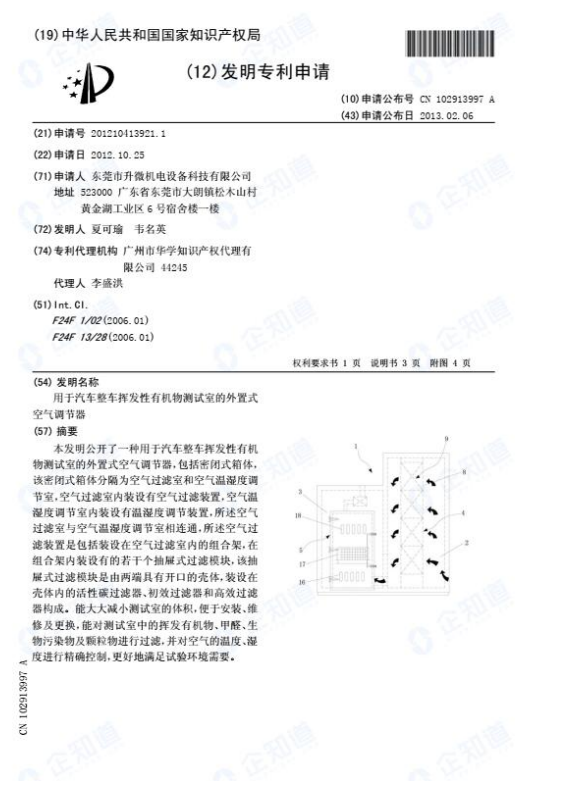 (19)中华人民共和国国家知识产权局
(12)发明专利申请
(10)申请公布号 CN 102913997 A
(43)申请公布日 2013.02.06
(21)申请号 201210413921.1
(22)申请日 2012.10.25
(71)申请人 东莞市升微机电设备科技有限公司
地址 523000 广东省东莞市大朗镇松木山村
黄金湖工业区6号宿舍楼一楼
(72)发明人 夏可瑜 韦名英
(74)专利代理机构 广州市华学知识产权代理有
限公司 44245
代理人 李盛洪
(51)Int.Cl.
F24F 1/02(2006.01)
F24F 13/28(2006.01)
权利要求书 1 页 说明书 3 页 附图 4 页
(54)发明名称
用于汽车整车挥发性有机物测试室的外置式
空气调节器
(57)摘要
本发明公开了一种用于汽车整车挥发性有机
物测试室的外置式空气调节器,包括密闭式箱体,
该密闭式箱体分隔为空气过滤室和空气温湿度调
节室,空气过滤室内装设有空气过滤装置,空气温
湿度调节室内装设有温湿度调节装置,所述空气
过滤室与空气温湿度调节室相连通,所述空气过
滤装置是包括装设在空气过滤室内的组合架,在
组合架内装设有的若干个抽屉式过滤模块,该抽
屉式过滤模块是由两端具有开口的壳体,装设在
壳体内的活性碳过滤器、初效过滤器和高效过滤
器构成。能大大减小测试室的体积,便于安装、维
修及更换,能对测试室中的挥发有机物、甲醛、生
物污染物及颗粒物进行过滤,并对空气的温度、湿
度进行精确控制,更好地满足试验环境需要。
1
9
8
3
18
4
5
2
17
16
CN 102913997 A
企知道